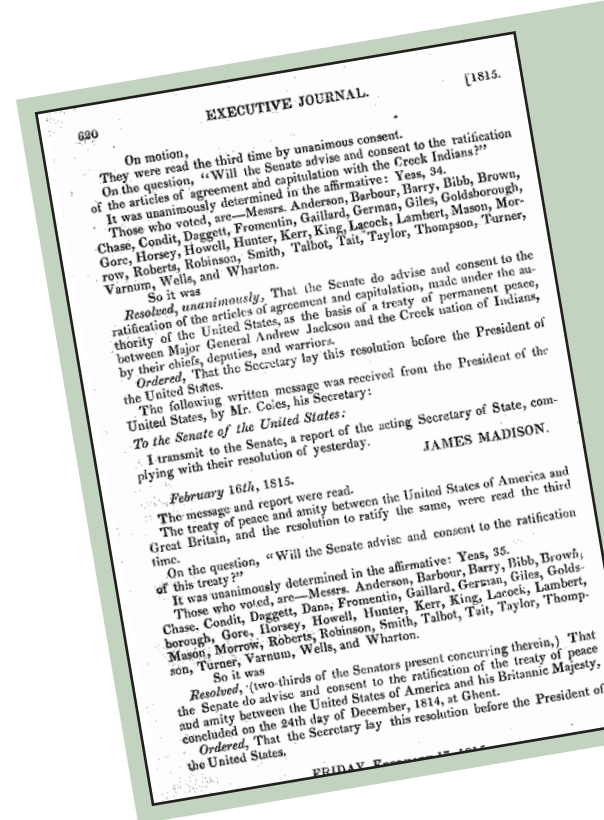 620
EXECUTIVE JOURNAL.
[1815.
On motion,
They were read the third time by unanimous consent.
On the question, "Will the Senate advise and consent to the ratification
of the articles of agreement and capitulation with the Creek Indians?"
It was unanimously determined in the affirmative: Yeas, 34.
Those who voted, are—Messrs. Anderson, Barbour, Barry, Bibb, Brown,
Chase, Condit, Daggett, Fromentin, Gaillard, German, Giles, Goldsborough,
Gore, Horsey, Howell, Hunter, Kerr, King, Lacock, Lambert, Mason, Mor-
row, Roberts, Robinson, Smith, Talbot, Tait, Taylor, Thompson, Turner,
Varnum, Wells, and Wharton.
So it was
Resolved, unanimously, That the Senate do advise and consent to the
ratification of the articles of agreement and capitulation, made under the au-
thority of the United States, as the basis of a treaty of permanent peace,
between Major General Andrew Jackson and the Creek nation of Indians,
by their chiefs, deputies, and warriors.
Ordered, That the Secretary lay this resolution before the President of
the United States.
The following written message was received from the President of the
United States, by Mr. Coles, his Secretary:
To the Senate of the United States:
I transmit to the Senate, a report of the acting Secretary of State, com-
plying with their resolution of yesterday.
JAMES MADISON.
February 16th, 1815.
The message and report were read.
The treaty of peace and amity between the United States of America and
Great Britain, and the resolution to ratify the same, were read the third
time.
On the question, "Will the Senate advise and consent to the ratification
of this treaty?"
It was unanimously determined in the affirmative: Yeas, 35.
Those who voted, are—Messrs. Anderson, Barbour, Barry, Bibb, Brown,
Chase, Condit, Daggett, Dana, Fromentin, Gaillard, German, Giles, Golds-
borough, Gore, Horsey, Howell, Hunter, Kerr, King, Lacock, Lambert,
Mason, Morrow, Roberts, Robinson, Smith, Talbot, Tait, Taylor, Thomp-
son, Turner, Varnum, Wells, and Wharton.
So it was
Resolved, (two-thirds of the Senators present concurring therein,) That
the Senate do advise and consent to the ratification of the treaty of peace
and amity between the United States of America and his Britannic Majesty,
concluded on the 24th day of December, 1814, at Ghent.
Ordered, That the Secretary lay this resolution before the President of
the United States.
FRIDAY,